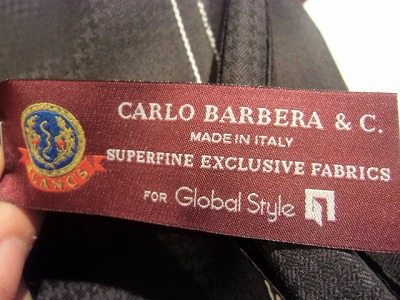 CARLO BARBERA & C.
MADE IN ITALY
SUPERFINE EXCLUSIVE FABRICS
FOR Global Style